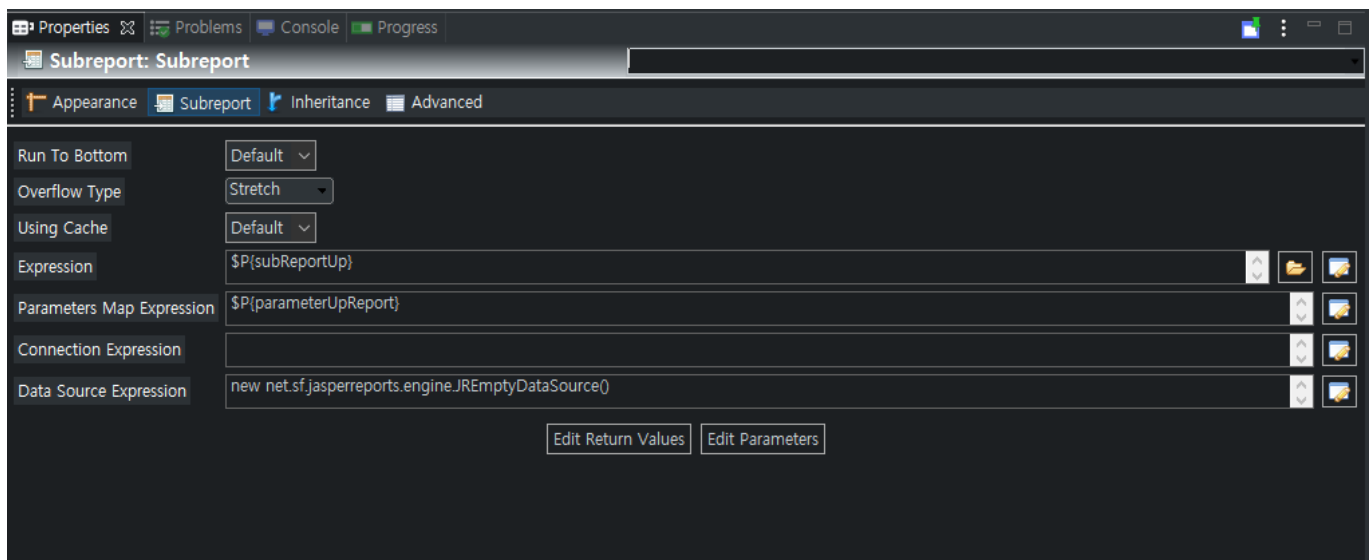 Properties Problems Console Progress
Subreport: Subreport
Appearance Subreport Inheritance Advanced
Run To Bottom Default
Overflow Type Stretch
Using Cache Default
Expression $P{subReportUp}
Parameters Map Expression $P{parameterUpReport}
Connection Expression
Data Source Expression new net.sf.jasperreports.engine.JREmptyDataSource()
Edit Return Values Edit Parameters